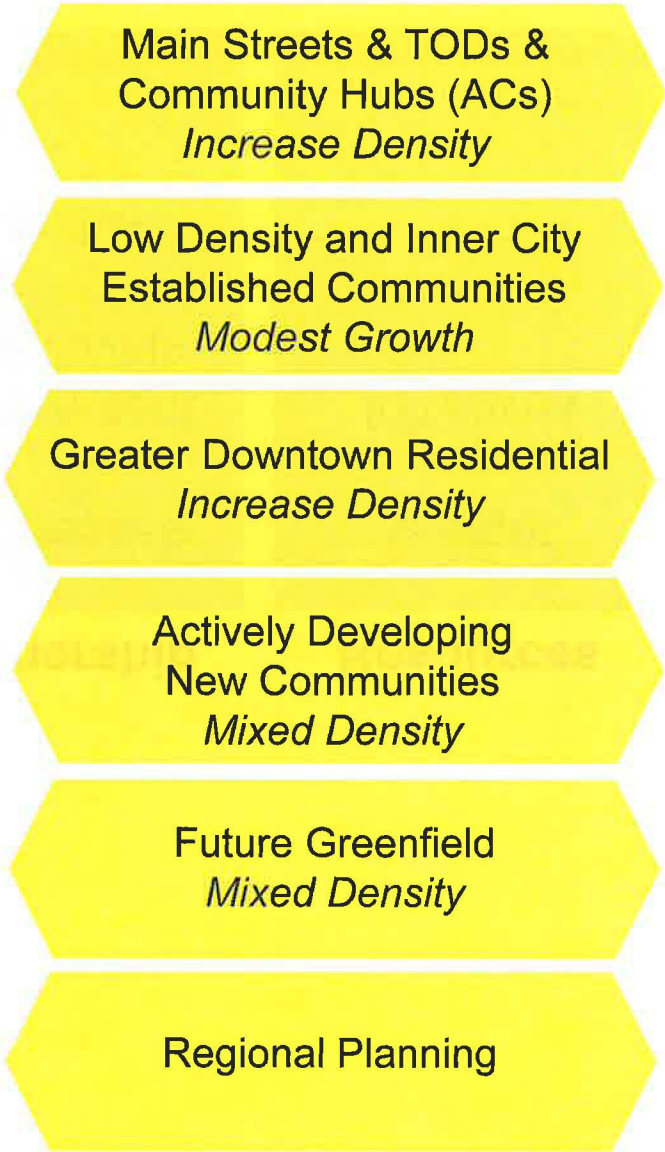 Main Streets & TODs &
Community Hubs (ACs)
Increase Density
Low Density and Inner City
Established Communities
Modest Growth
Greater Downtown Residential
Increase Density
Actively Developing
New Communities
Mixed Density
Future Greenfield
Mixed Density
Regional Planning